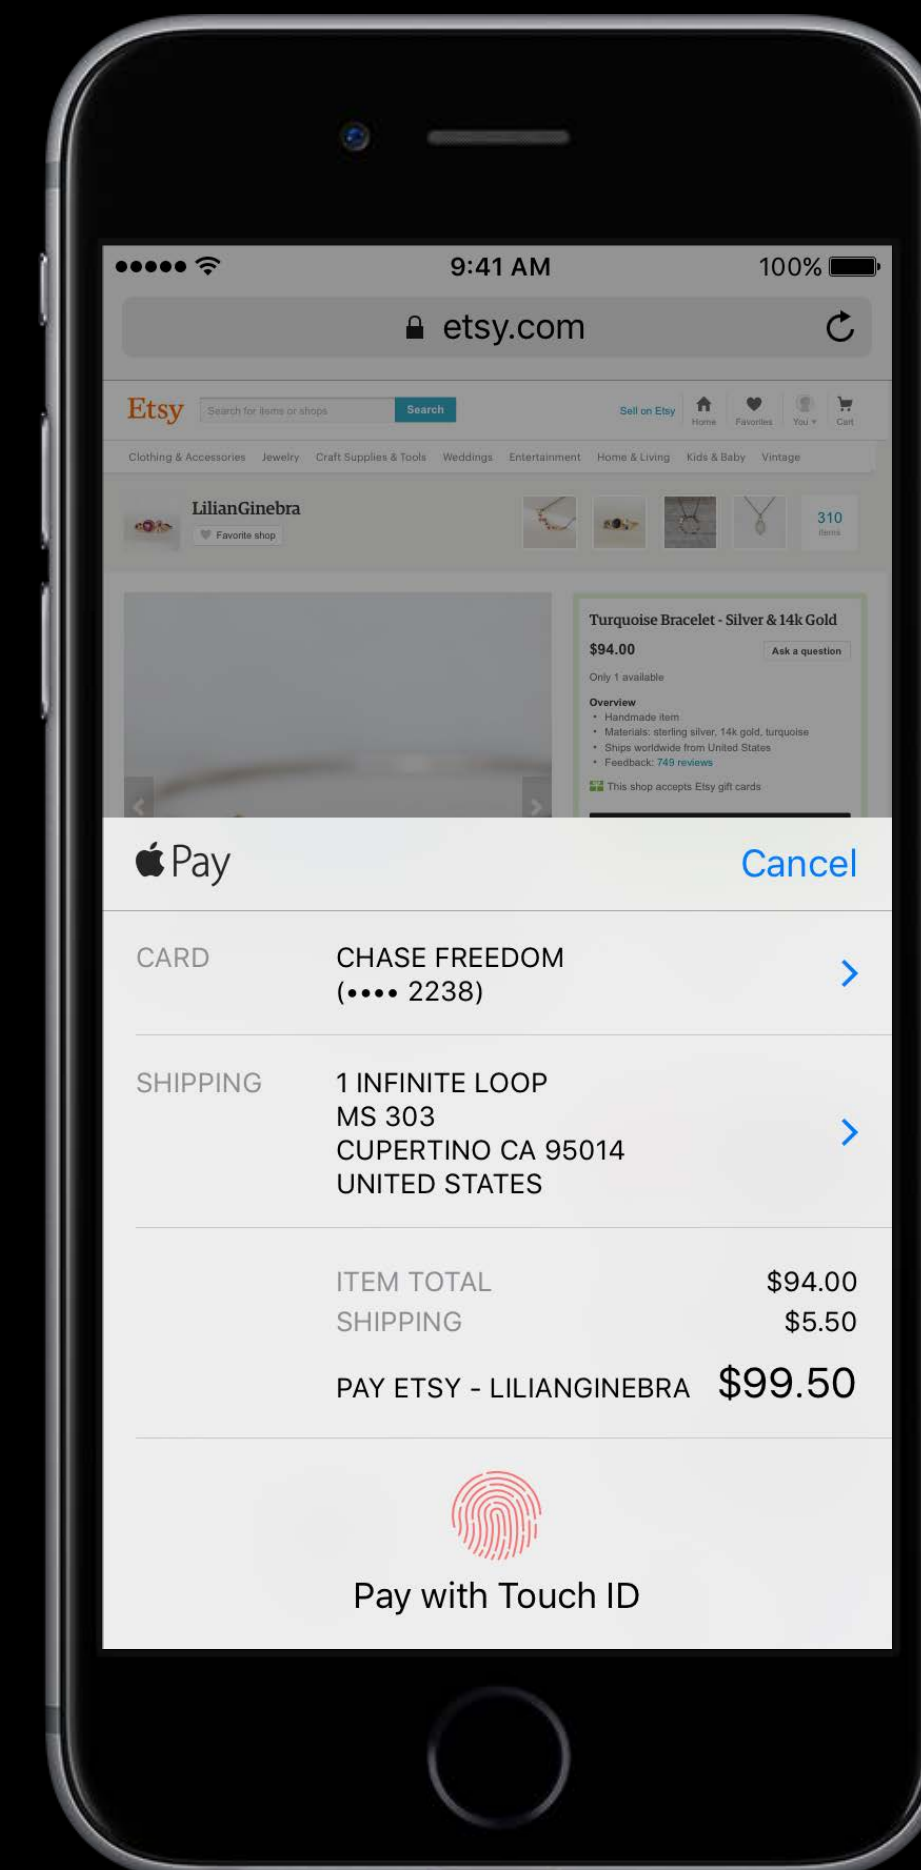 9:41 AM 100%
etsy.com
Etsy Search for items or shops Search Sell on Etsy Home Favorites You Cart
Clothing & Accessories Jewelry Craft Supplies & Tools Weddings Entertainment Home & Living Kids & Baby Vintage
LilianGinebra
Favorite shop
310
items
Turquoise Bracelet - Silver & 14k Gold
$94.00 Ask a question
Only 1 available
Overview
• Handmade item
• Materials: sterling silver, 14k gold, turquoise
• Ships worldwide from United States
• Feedback: 749 reviews
This shop accepts Etsy gift cards
Pay Cancel
CARD CHASE FREEDOM
(•••• 2238)
SHIPPING 1 INFINITE LOOP
MS 303
CUPERTINO CA 95014
UNITED STATES
ITEM TOTAL $94.00
SHIPPING $5.50
PAY ETSY - LILIANGINEBRA $99.50
Pay with Touch ID